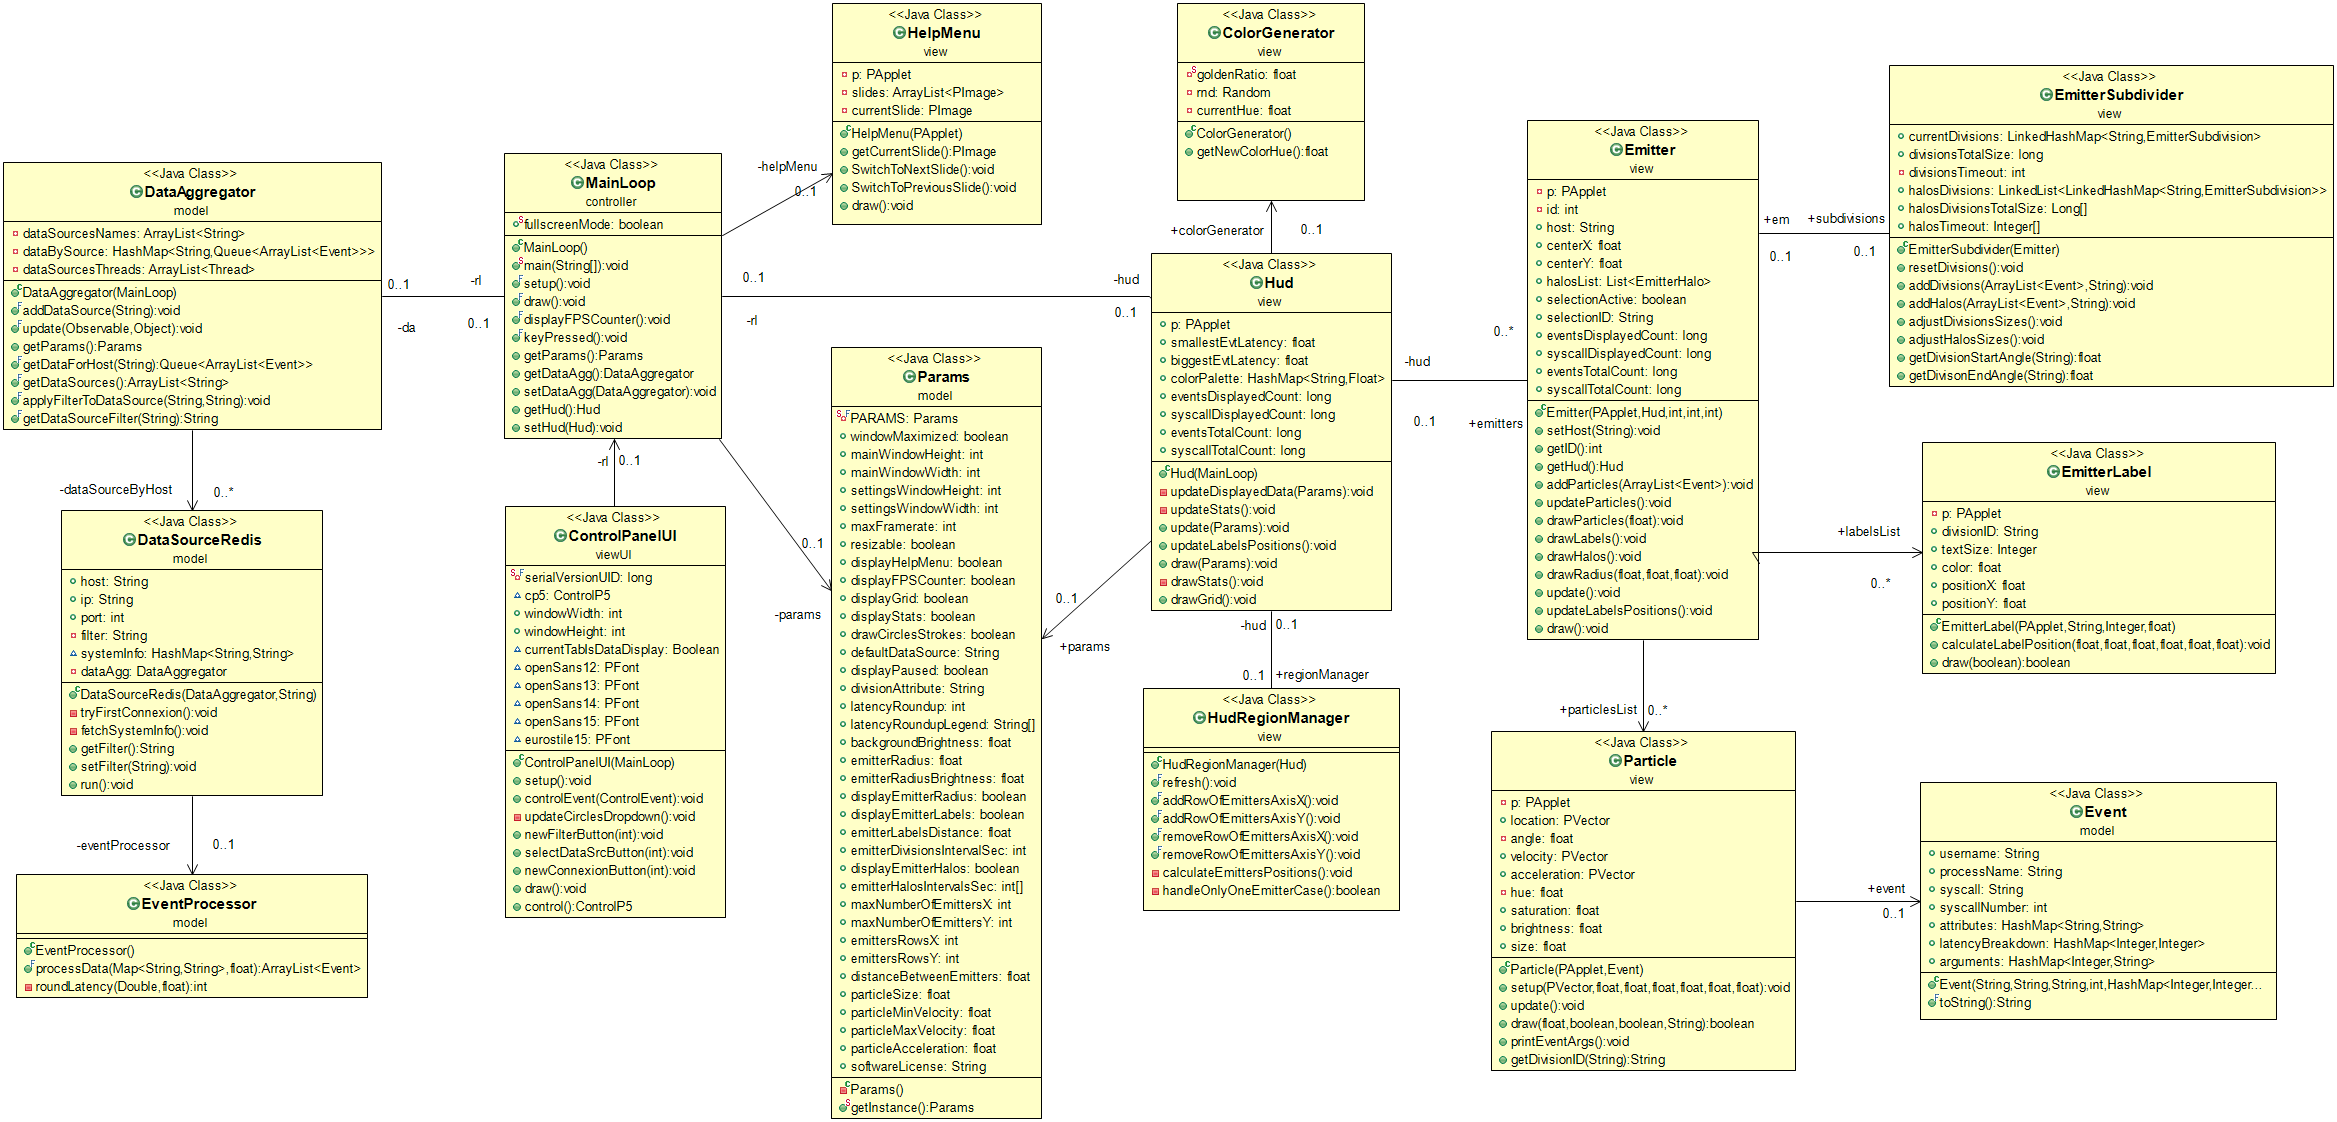 <<Java Class>>
HelpMenu
view
p: PApplet
slides: ArrayList<PImage>
currentSlide: PImage
HelpMenu(PApplet)
getCurrentSlide():PImage
SwitchToNextSlide():void
SwitchToPreviousSlide():void
draw():void
<<Java Class>>
ColorGenerator
view
goldenRatio: float
rnd: Random
currentHue: float
ColorGenerator()
getNewColorHue():float
<<Java Class>>
EmitterSubdivider
view
currentDivisions: LinkedHashMap<String,EmitterSubdivision>
divisionsTotalSize: long
divisionsTimeout: int
halosDivisions: LinkedList<LinkedHashMap<String,EmitterSubdivision>>
halosDivisionsTotalSize: Long[]
halosTimeout: Integer[]
EmitterSubdivider(Emitter)
resetDivisions():void
addDivisions(ArrayList<Event>,String):void
addHalos(ArrayList<Event>,String):void
adjustDivisionsSizes():void
adjustHalosSizes():void
getDivisionStartAngle(String):float
getDivisonEndAngle(String):float
<<Java Class>>
DataAggregator
model
dataSourcesNames: ArrayList<String>
dataBySource: HashMap<String,Queue<ArrayList<Event>>>
dataSourcesThreads: ArrayList<Thread>
DataAggregator(MainLoop)
addDataSource(String):void
update(Observable,Object):void
getParams():Params
getDataForHost(String):Queue<ArrayList<Event>>
getDataSources():ArrayList<String>
applyFilterToDataSource(String,String):void
getDataSourceFilter(String):String
<<Java Class>>
MainLoop
controller
fullscreenMode: boolean
MainLoop()
main(String[]):void
setup():void
draw():void
displayFPSCounter():void
keyPressed():void
getParams():Params
getDataAgg():DataAggregator
setDataAgg(DataAggregator):void
getHud():Hud
setHud(Hud):void
-helpMenu
0..1
+colorGenerator
0..1
0..1
-rl
-da
0..1
0..1
-hud
-rl
0..1
<<Java Class>>
Hud
view
p: PApplet
smallestEvtLatency: float
biggestEvtLatency: float
colorPalette: HashMap<String,Float>
eventsDisplayedCount: long
syscallDisplayedCount: long
eventsTotalCount: long
syscallTotalCount: long
Hud(MainLoop)
updateDisplayedData(Params):void
updateStats():void
update(Params):void
updateLabelsPositions():void
draw(Params):void
drawStats():void
drawGrid():void
<<Java Class>>
Emitter
view
p: PApplet
id: int
host: String
centerX: float
centerY: float
halosList: List<EmitterHalo>
selectionActive: boolean
selectionID: String
eventsDisplayedCount: long
syscallDisplayedCount: long
eventsTotalCount: long
syscallTotalCount: long
Emitter(PApplet,Hud,int,int,int)
setHost(String):void
getID():int
getHud():Hud
addParticles(ArrayList<Event>):void
updateParticles():void
drawParticles(float):void
drawLabels():void
drawHalos():void
drawRadius(float,float,float):void
update():void
updateLabelsPositions():void
draw():void
+em
+subdivisions
0..1
0..1
0..*
-hud
0..1
+emitters
<<Java Class>>
Params
model
PARAMS: Params
windowMaximized: boolean
mainWindowHeight: int
mainWindowWidth: int
settingsWindowHeight: int
settingsWindowWidth: int
maxFramerate: int
resizable: boolean
displayHelpMenu: boolean
displayFPSCounter: boolean
displayGrid: boolean
displayStats: boolean
drawCirclesStrokes: boolean
defaultDataSource: String
displayPaused: boolean
divisionAttribute: String
latencyRoundup: int
latencyRoundupLegend: String[]
backgroundBrightness: float
emitterRadius: float
emitterRadiusBrightness: float
displayEmitterRadius: boolean
displayEmitterLabels: boolean
emitterLabelsDistance: float
emitterDivisionsIntervalSec: int
displayEmitterHalos: boolean
emitterHalosIntervalsSec: int[]
maxNumberOfEmittersX: int
maxNumberOfEmittersY: int
emittersRowsX: int
emittersRowsY: int
distanceBetweenEmitters: float
particleSize: float
particleMinVelocity: float
particleMaxVelocity: float
particleAcceleration: float
softwareLicense: String
Params()
getInstance():Params
-rl
0..1
0..1
-params
0..1
+params
<<Java Class>>
ControlPanelUI
viewUI
serialVersionUID: long
cp5: ControlP5
windowWidth: int
windowHeight: int
currentTabIsDataDisplay: Boolean
openSans12: PFont
openSans13: PFont
openSans14: PFont
openSans15: PFont
eurostile15: PFont
ControlPanelUI(MainLoop)
setup():void
controlEvent(ControlEvent):void
updateCirclesDropdown():void
newFilterButton(int):void
selectDataSrcButton(int):void
newConnexionButton(int):void
draw():void
control():ControlP5
-dataSourceByHost
0..*
<<Java Class>>
DataSourceRedis
model
host: String
ip: String
port: int
filter: String
systemInfo: HashMap<String,String>
dataAgg: DataAggregator
DataSourceRedis(DataAggregator,String)
tryFirstConnexion():void
fetchSystemInfo():void
getFilter():String
setFilter(String):void
run():void
-eventProcessor
0..1
<<Java Class>>
EventProcessor
model
EventProcessor()
processData(Map<String,String>,float):ArrayList<Event>
roundLatency(Double,float):int
-hud
0..1
0..1
+regionManager
<<Java Class>>
HudRegionManager
view
HudRegionManager(Hud)
refresh():void
addRowOfEmittersAxisX():void
addRowOfEmittersAxisY():void
removeRowOfEmittersAxisX():void
removeRowOfEmittersAxisY():void
calculateEmittersPositions():void
handleOnlyOneEmitterCase():boolean
+labelsList
0..*
<<Java Class>>
EmitterLabel
view
p: PApplet
divisionID: String
textSize: Integer
color: float
positionX: float
positionY: float
EmitterLabel(PApplet,String,Integer,float)
calculateLabelPosition(float,float,float,float,float,float):void
draw(boolean):boolean
+particlesList
0..*
<<Java Class>>
Particle
view
p: PApplet
location: PVector
angle: float
velocity: PVector
acceleration: PVector
hue: float
saturation: float
brightness: float
size: float
Particle(PApplet,Event)
setup(PVector,float,float,float,float,float,float):void
update():void
draw(float,boolean,boolean,String):boolean
printEventArgs():void
getDivisionID(String):String
+event
0..1
<<Java Class>>
Event
model
username: String
processName: String
syscall: String
syscallNumber: int
attributes: HashMap<String,String>
latencyBreakdown: HashMap<Integer,Integer>
arguments: HashMap<Integer,String>
Event(String,String,String,int,HashMap<Integer,Integer...
toString():String